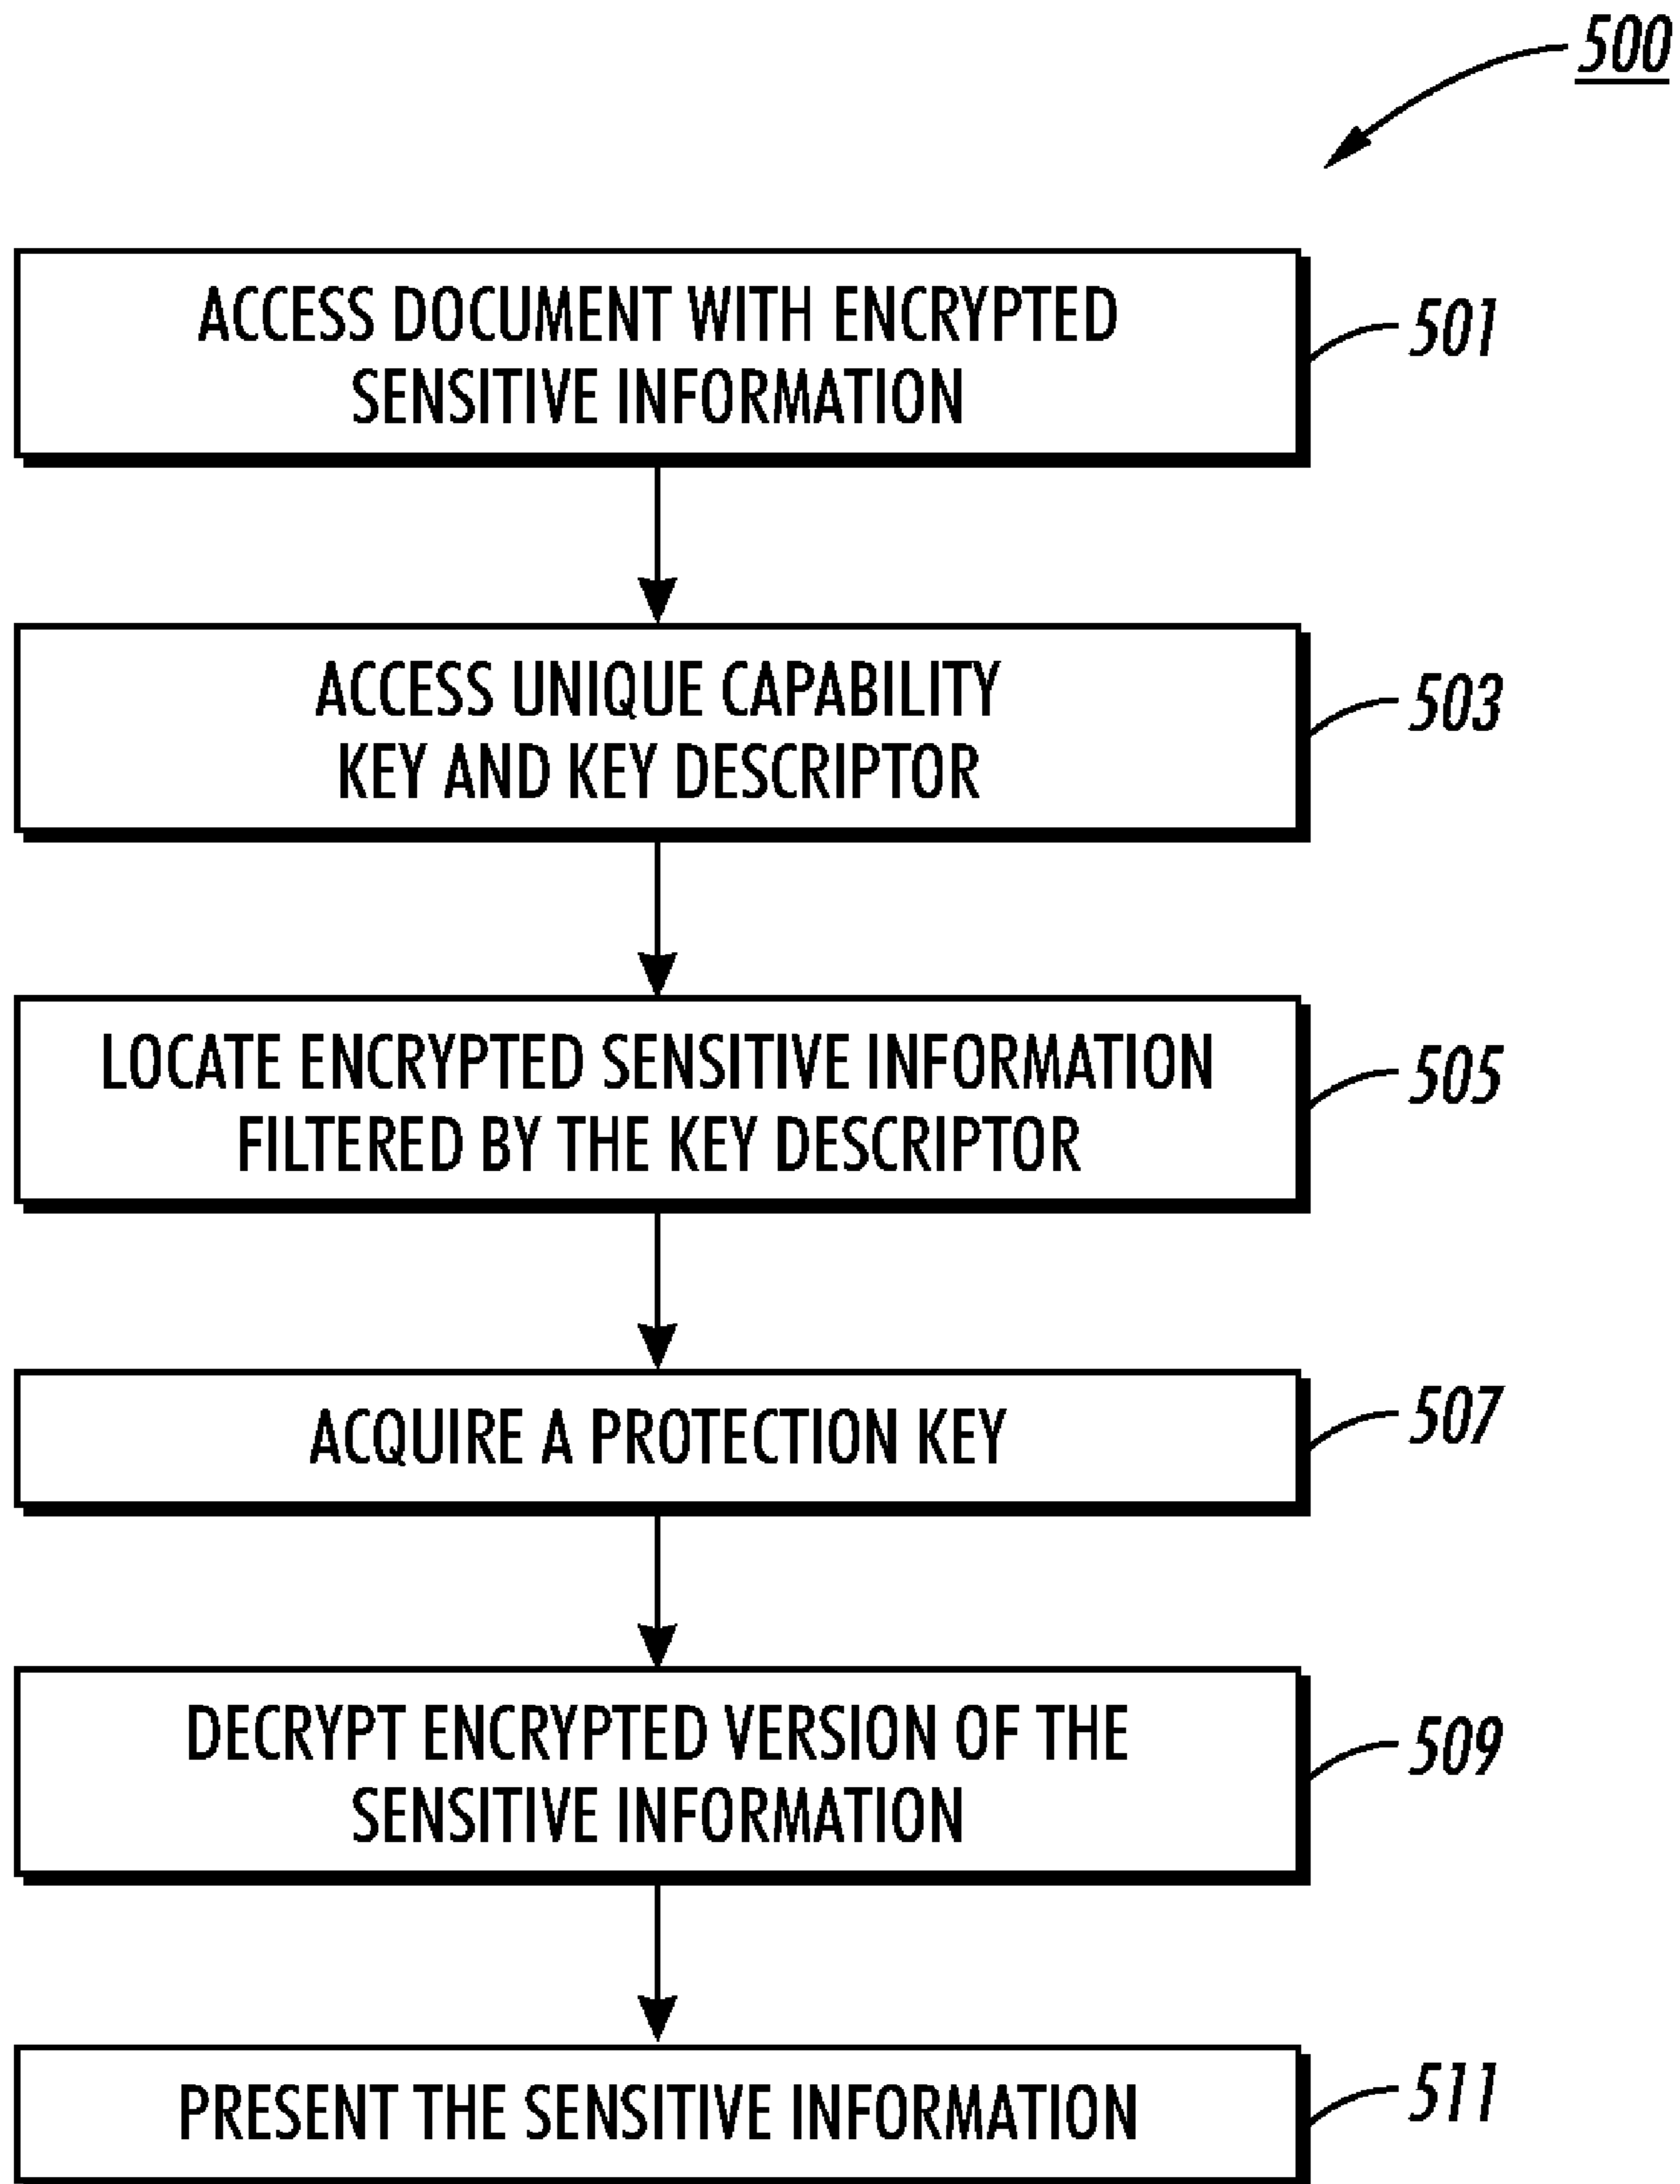 500
ACCESS DOCUMENT WITH ENCRYPTED
SENSITIVE INFORMATION
501
ACCESS UNIQUE CAPABILITY
KEY AND KEY DESCRIPTOR
503
LOCATE ENCRYPTED SENSITIVE INFORMATION
FILTERED BY THE KEY DESCRIPTOR
505
ACQUIRE A PROTECTION KEY
507
DECRYPT ENCRYPTED VERSION OF THE
SENSITIVE INFORMATION
509
PRESENT THE SENSITIVE INFORMATION
511